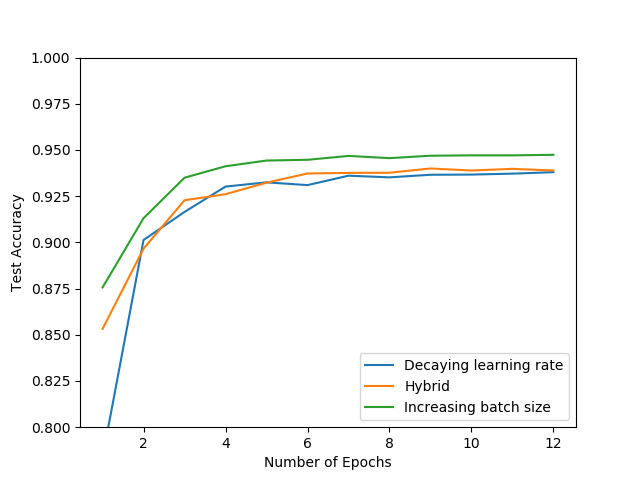 1.000
0.975
0.950
0.925
0.900
0.875
0.850
0.825
0.800
Test Accuracy
Decaying learning rate
Hybrid
Increasing batch size
2 4 6 8 10 12
Number of Epochs